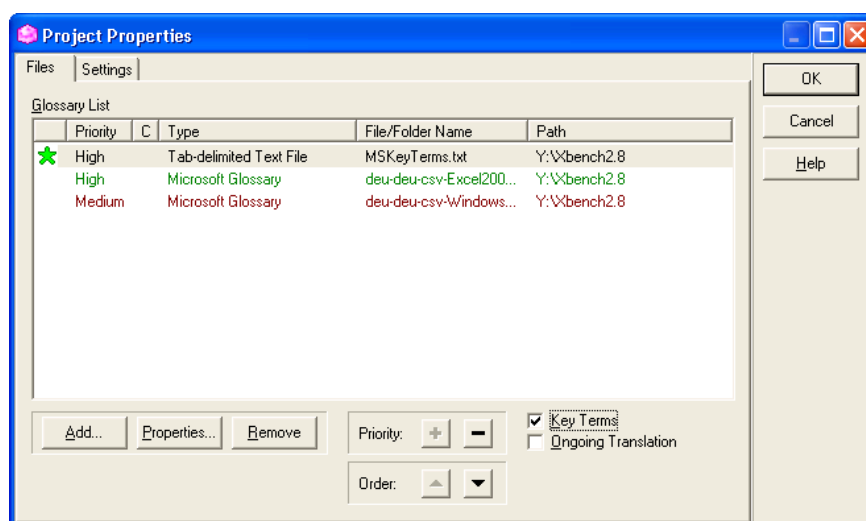 Project Properties
Files Settings
OK
Glossary List
Priority C Type File/Folder Name Path
Cancel
High Tab-delimited Text File MSKeyTerms.txt Y:\Xbench2.8
Help
High Microsoft Glossary deu-deu-csv-Excel200... Y:\Xbench2.8
Medium Microsoft Glossary deu-deu-csv-Windows... Y:\Xbench2.8
Add... Properties... Remove Priority: + - Key Terms
Ongoing Translation
Order: